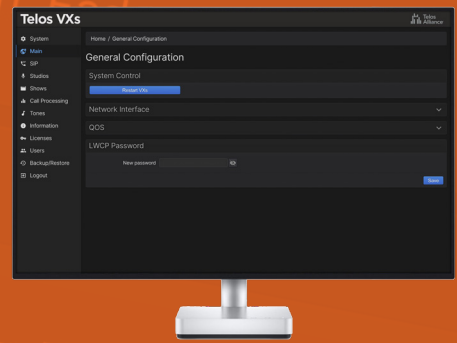 Telos VXs
Telos
Alliance
System
Main
SIP
Studios
Shows
Call Processing
Tones
Information
Licenses
Users
Backup/Restore
Logout
Home / General Configuration
General Configuration
System Control
Restart VXs
Network Interface
QOS
LWCP Password
New password
Save